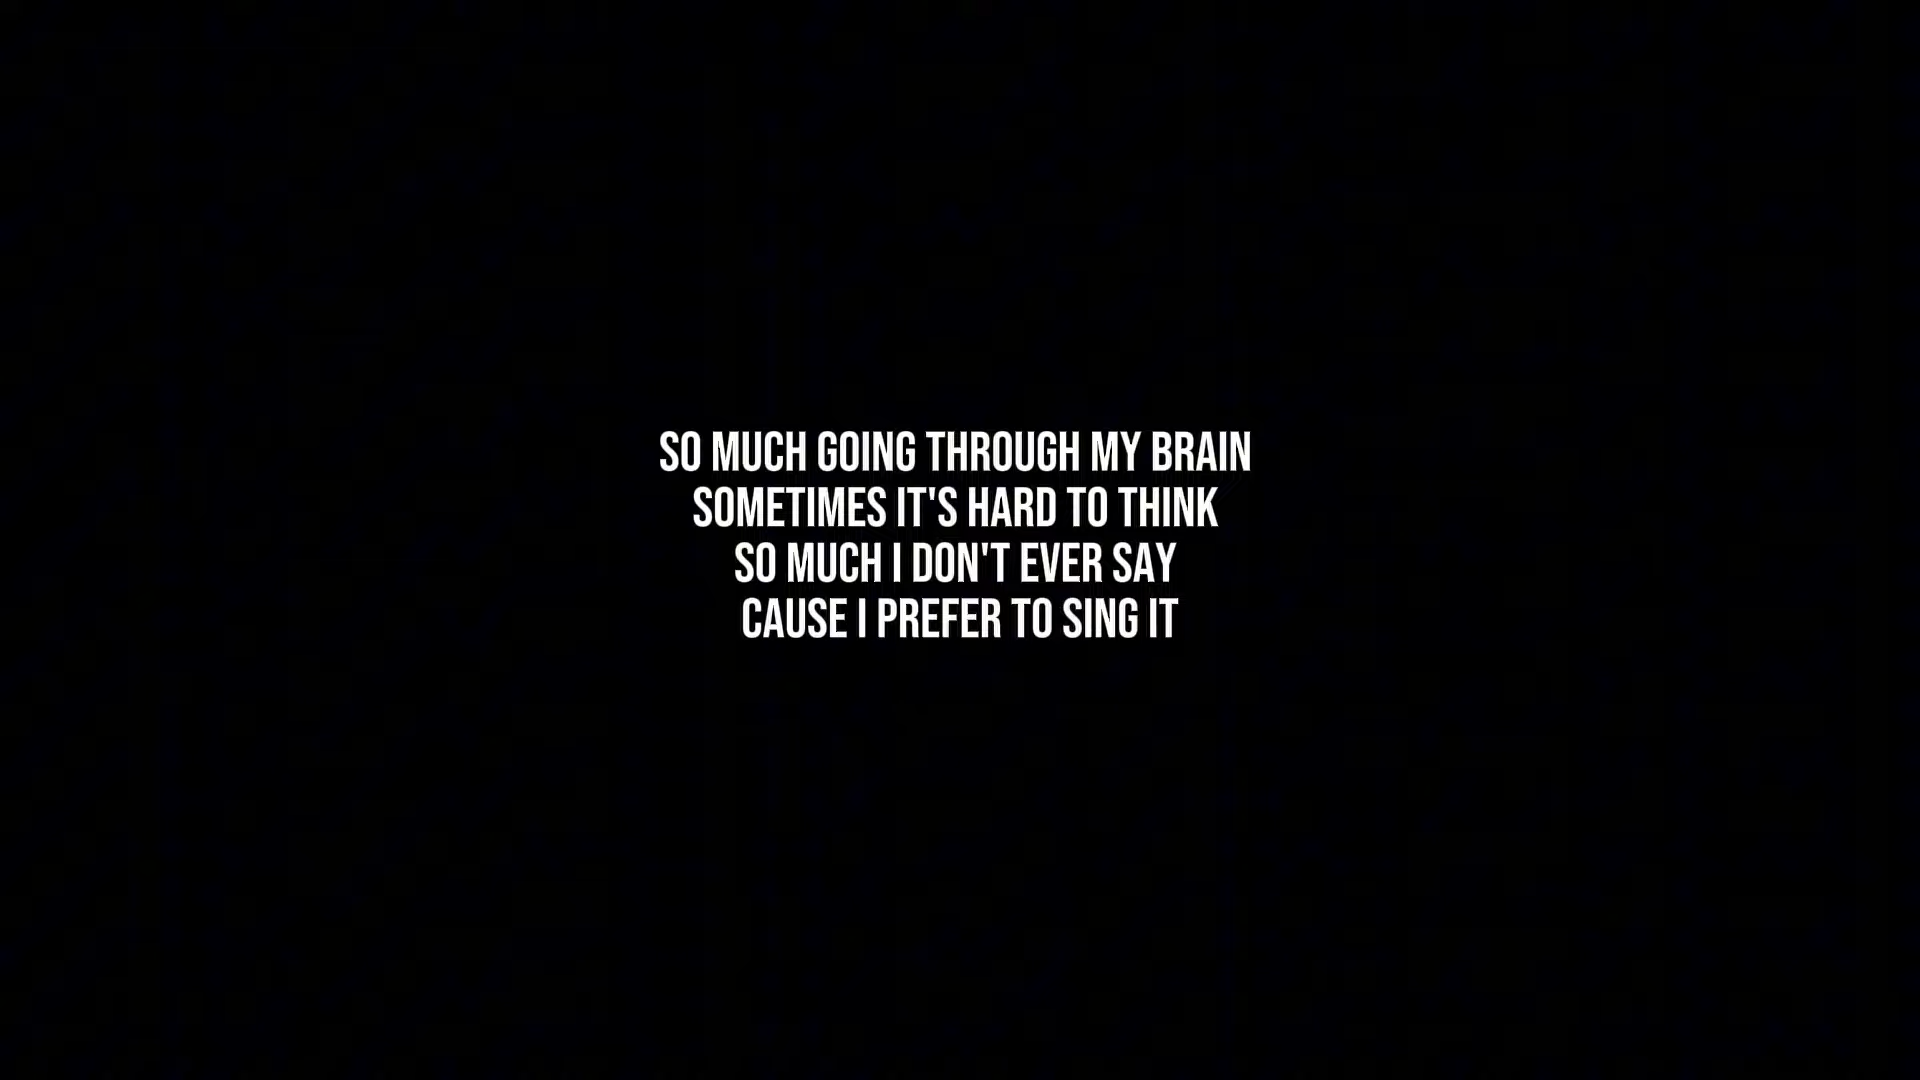 SO MUCH GOING THROUGH MY BRAIN
SOMETIMES IT'S HARD TO THINK
SO MUCH I DON'T EVER SAY
CAUSE I PREFER TO SING IT